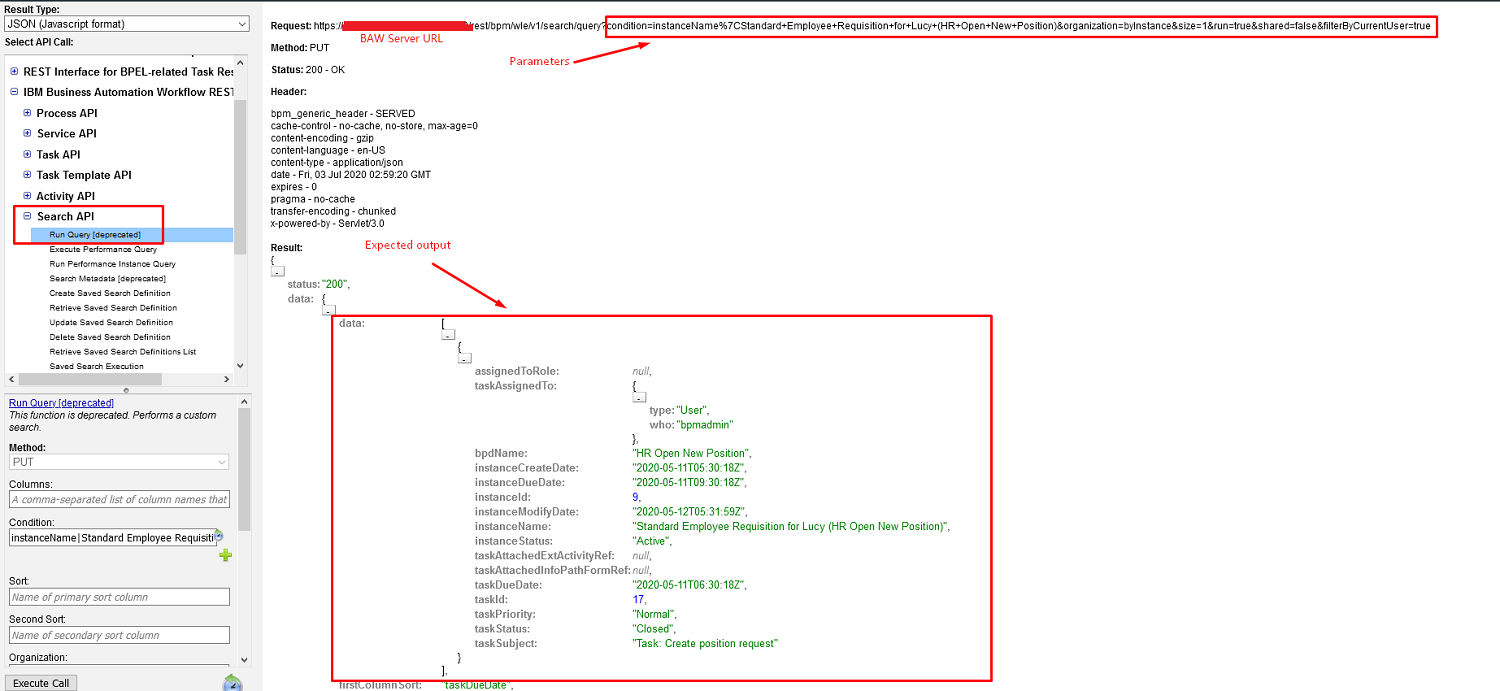 Result Type:
JSON (Javascript format)
Select API Call:
REST Interface for BPEL-related Task Res
IBM Business Automation Workflow REST
Process API
Service API
Task API
Task Template API
Activity API
Search API
Run Query [deprecated]
Execute Performance Query
Run Performance Instance Query
Search Metadata [deprecated]
Create Saved Search Definition
Retrieve Saved Search Definition
Update Saved Search Definition
Delete Saved Search Definition
Retrieve Saved Search Definitions List
Saved Search Execution
Run Query [deprecated]
This function is deprecated. Performs a custom
search.
Method:
PUT
Columns:
A comma-separated list of column names that
Condition:
instanceName|Standard Employee Requisiti
Sort:
Name of primary sort column
Second Sort:
Name of secondary sort column
Organization:
Execute Call
Request: https:/ rest/bpm/wle/v1/search/query?condition=instanceName%7CStandard+Employee+Requisition+for+Lucy+(HR+Open+New+Position)&organization=byInstance&size=1&run=true&shared=false&filterByCurrentUser=true
BAW Server URL
Method: PUT
Parameters
Status: 200 - OK
Header:
bpm_generic_header - SERVED
cache-control - no-cache, no-store, max-age=0
content-encoding - gzip
content-language - en-US
content-type - application/json
date - Fri, 03 Jul 2020 02:59:20 GMT
expires - 0
pragma - no-cache
transfer-encoding - chunked
x-powered-by - Servlet/3.0
Expected output
Result:
{
-
status: "200",
data: {
-
data: [
-
{
-
assignedToRole: null,
taskAssignedTo: {
-
type: "User",
who: "bpmadmin"
},
bpdName: "HR Open New Position",
instanceCreateDate: "2020-05-11T05:30:18Z",
instanceDueDate: "2020-05-11T09:30:18Z",
instanceId: 9,
instanceModifyDate: "2020-05-12T05:31:59Z",
instanceName: "Standard Employee Requisition for Lucy (HR Open New Position)",
instanceStatus: "Active",
taskAttachedExtActivityRef: null,
taskAttachedInfoPathFormRef: null,
taskDueDate: "2020-05-11T06:30:18Z",
taskId: 17,
taskPriority: "Normal",
taskStatus: "Closed",
taskSubject: "Task: Create position request"
}
],
firstColumnSort: "taskDueDate",